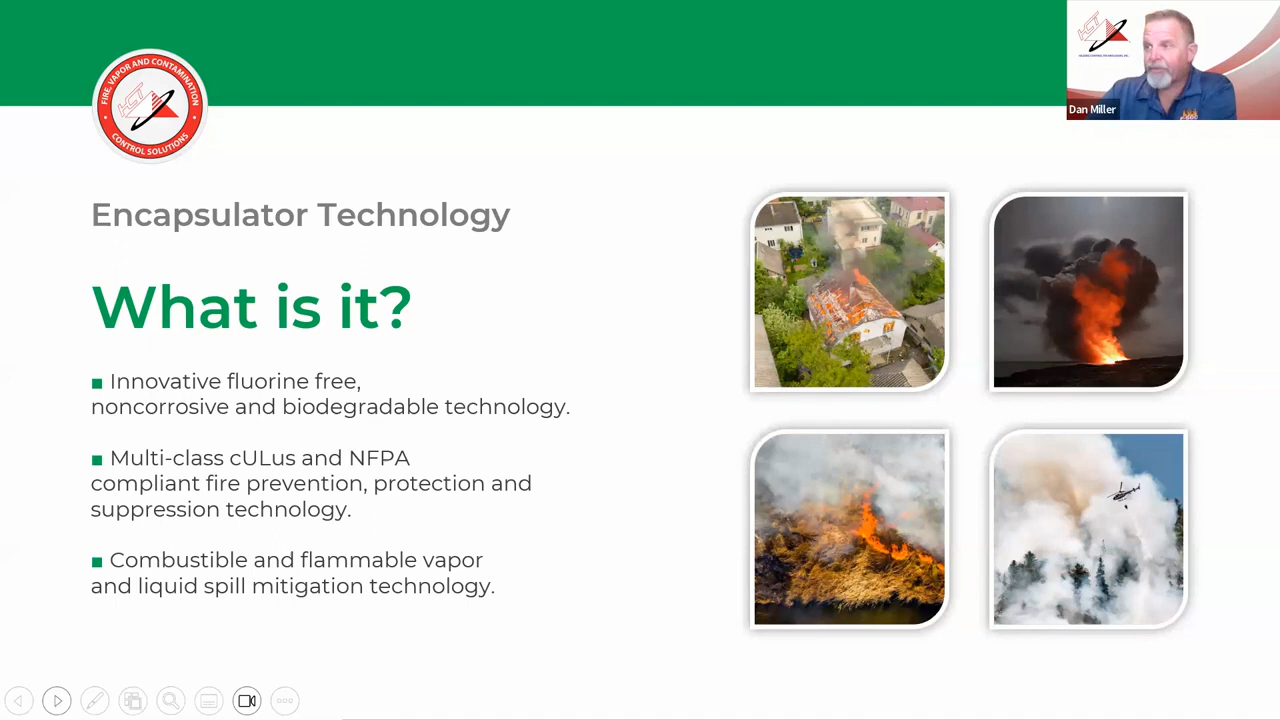 HCT
Dan Miller
FIRE, VAPOR AND CONTAMINATION
HCT
CONTROL SOLUTIONS
Encapsulator Technology
What is it?
■ Innovative fluorine free,
noncorrosive and biodegradable technology.
■ Multi-class cULus and NFPA
compliant fire prevention, protection and
suppression technology.
■ Combustible and flammable vapor
and liquid spill mitigation technology.